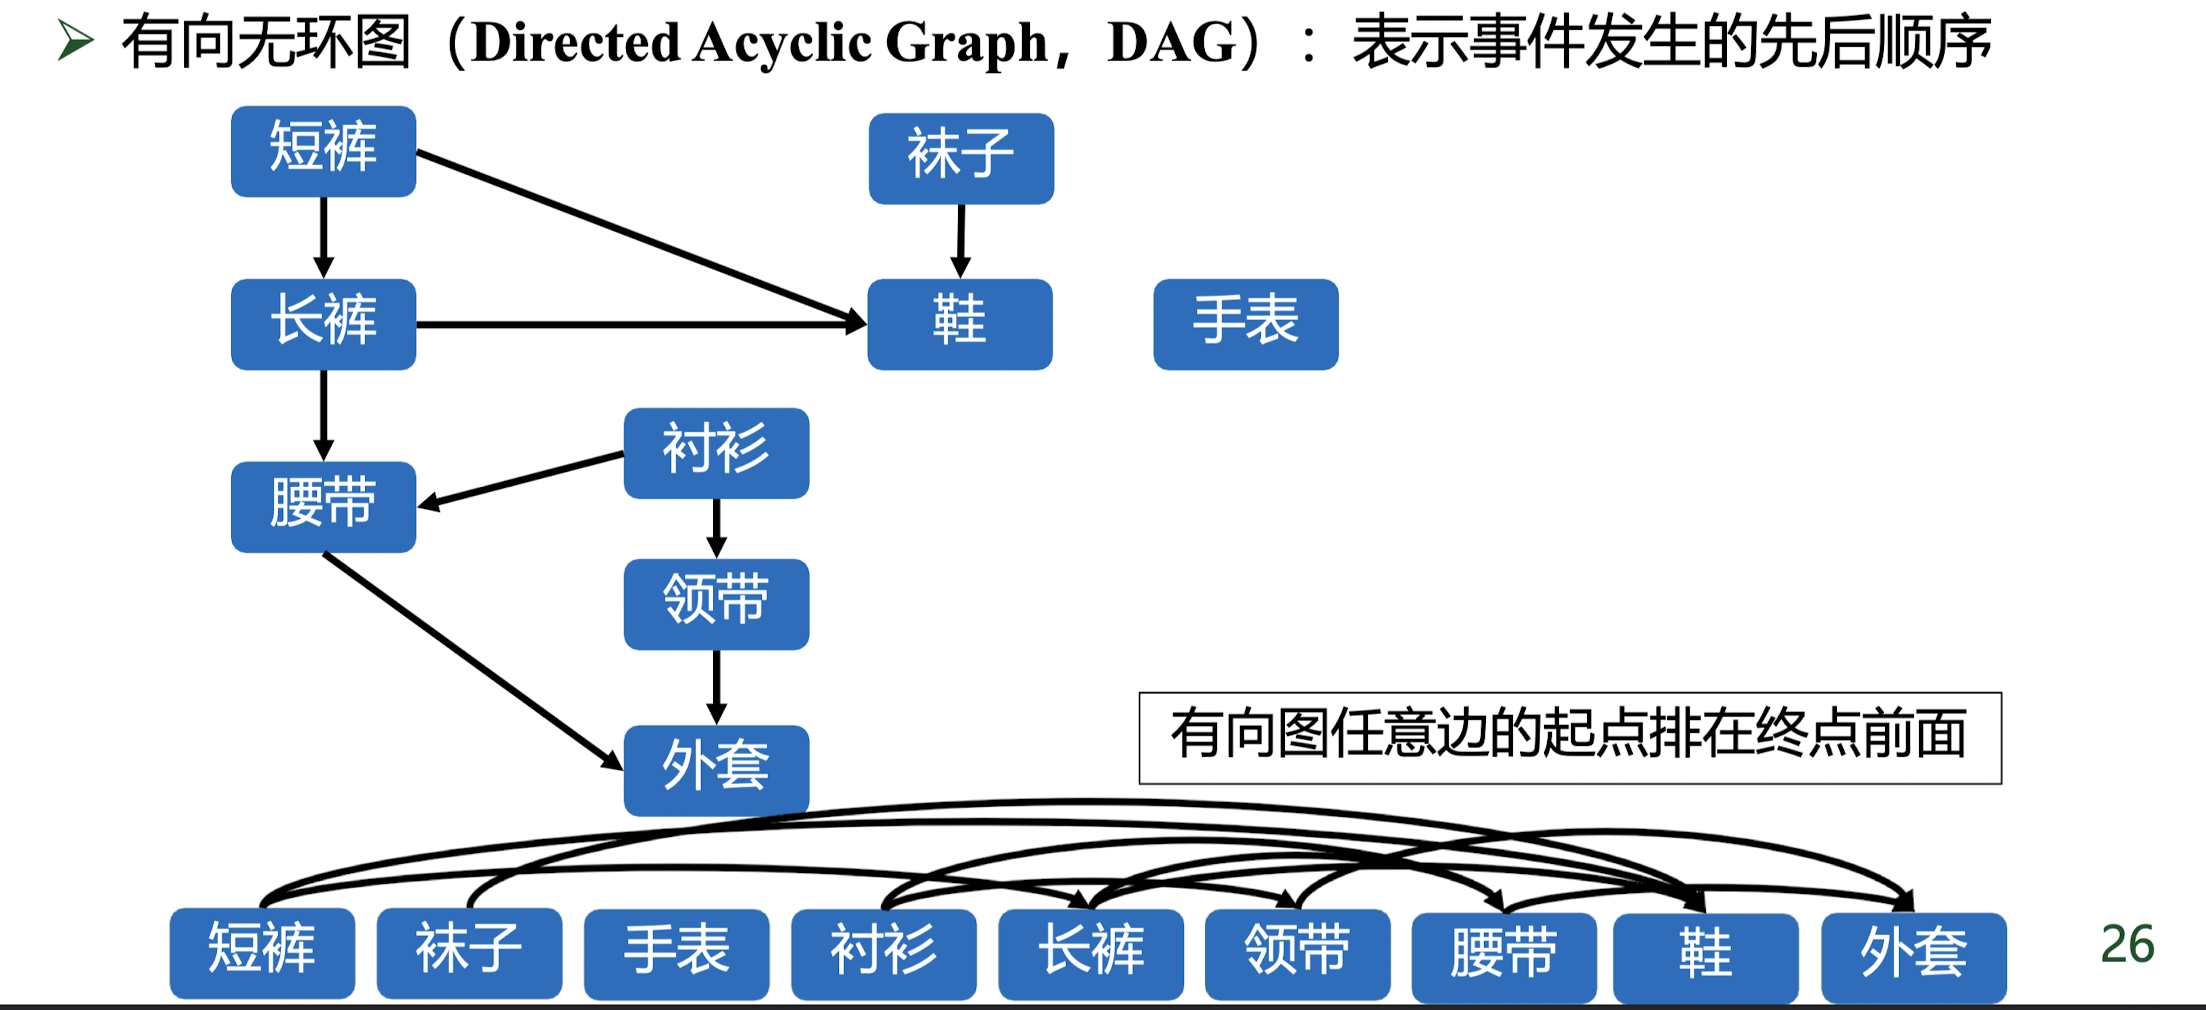 有向无环图（Directed Acyclic Graph，DAG）：表示事件发生的先后顺序
短裤
袜子
长裤
鞋
手表
衬衫
腰带
领带
外套
有向图任意边的起点排在终点前面
短裤 袜子 手表 衬衫 长裤 领带 腰带 鞋 外套
26